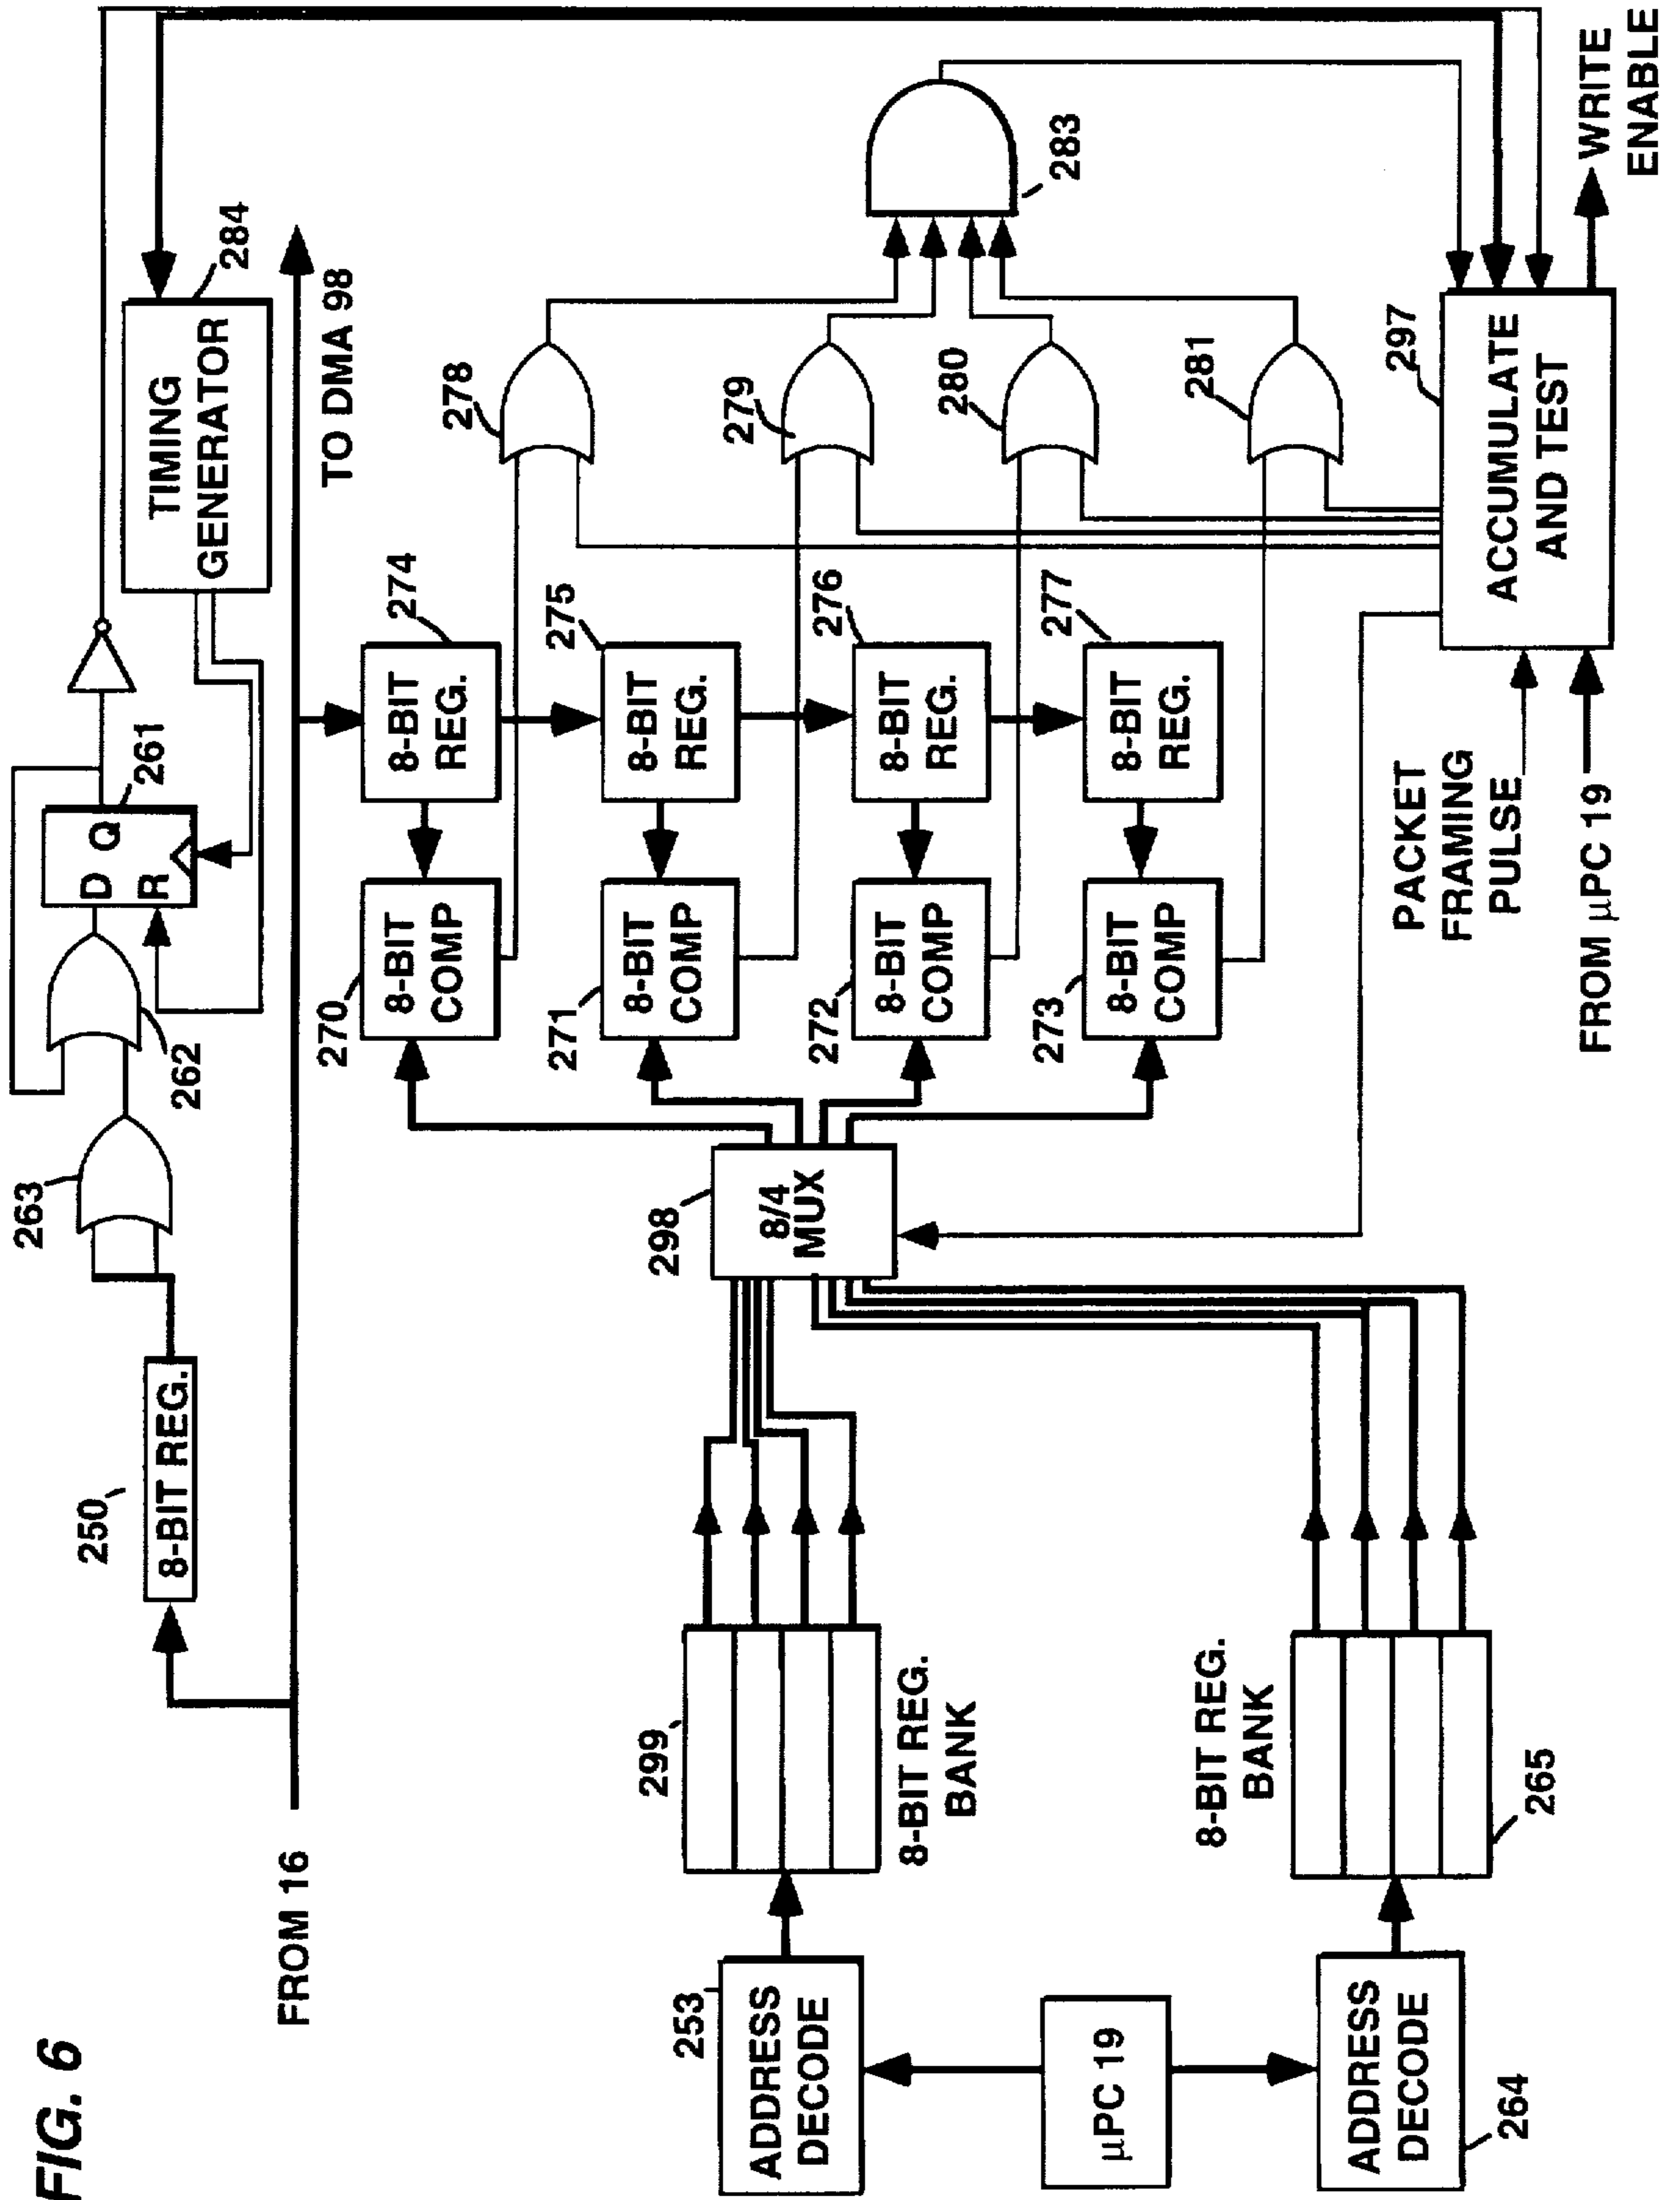 FIG. 6
250
8-BIT REG.
263
262
D Q
R
261
TIMING
GENERATOR
284
FROM 16
TO DMA 98
270
8-BIT
COMP
8-BIT
REG.
274
278
271
8-BIT
COMP
8-BIT
REG.
275
279
272
8-BIT
COMP
8-BIT
REG.
276
280
273
8-BIT
COMP
8-BIT
REG.
277
281
283
298
8/4
MUX
299
8-BIT REG.
BANK
253
ADDRESS
DECODE
µPC 19
ADDRESS
DECODE
264
8-BIT REG.
BANK
265
PACKET
FRAMING
PULSE
FROM µPC 19
297
ACCUMULATE
AND TEST
WRITE
ENABLE